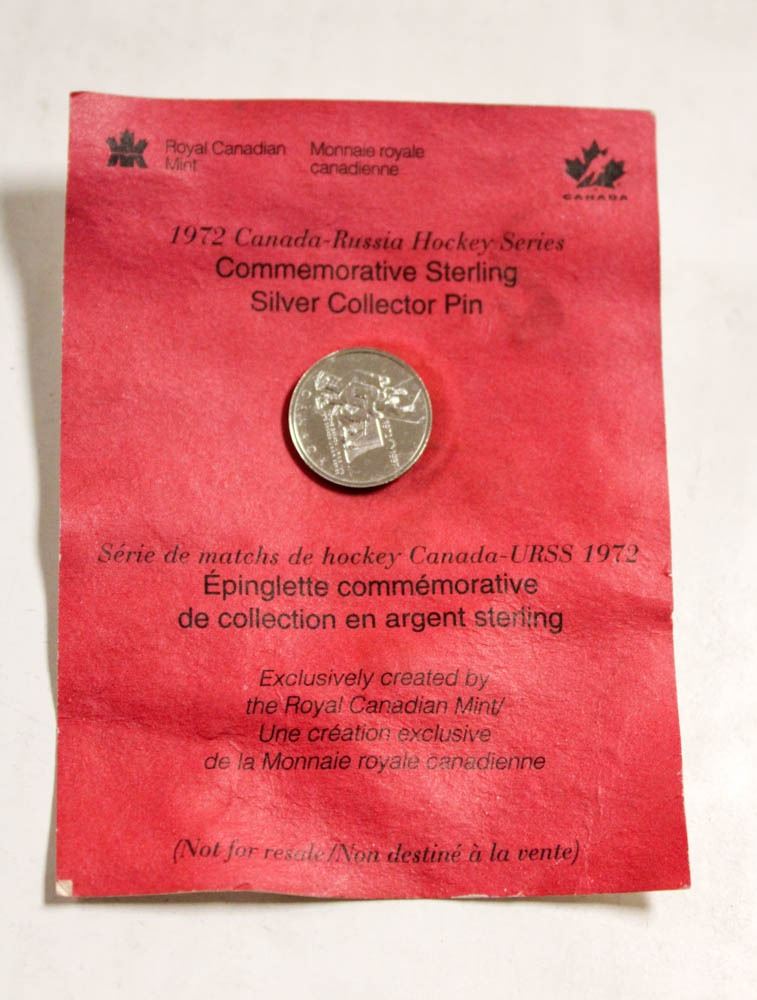 Royal Canadian
Mint
Monnaie royale
canadienne
CANADA
1972 Canada-Russia Hockey Series
Commemorative Sterling
Silver Collector Pin
CANADA
Série de matchs de hockey Canada-URSS 1972
Épinglette commémorative
de collection en argent sterling
Exclusively created by
the Royal Canadian Mint/
Une création exclusive
de la Monnaie royale canadienne
(Not for resale/Non destiné à la vente)